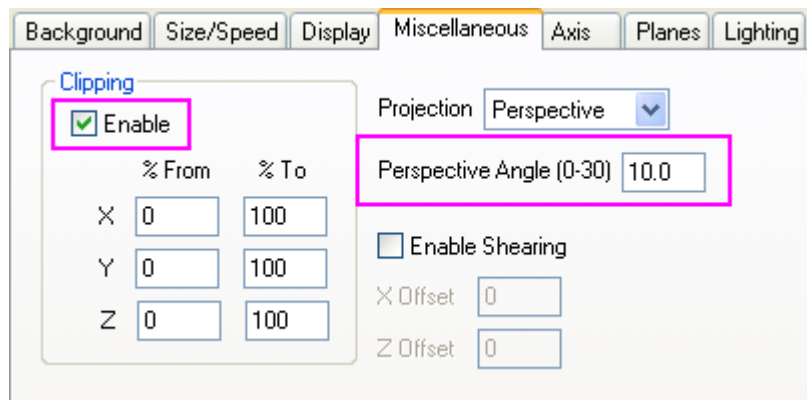 Background Size/Speed Display Miscellaneous Axis Planes Lighting
Clipping
Enable
% From % To
X 0 100
Y 0 100
Z 0 100
Projection Perspective
Perspective Angle (0-30) 10.0
Enable Shearing
X Offset 0
Z Offset 0